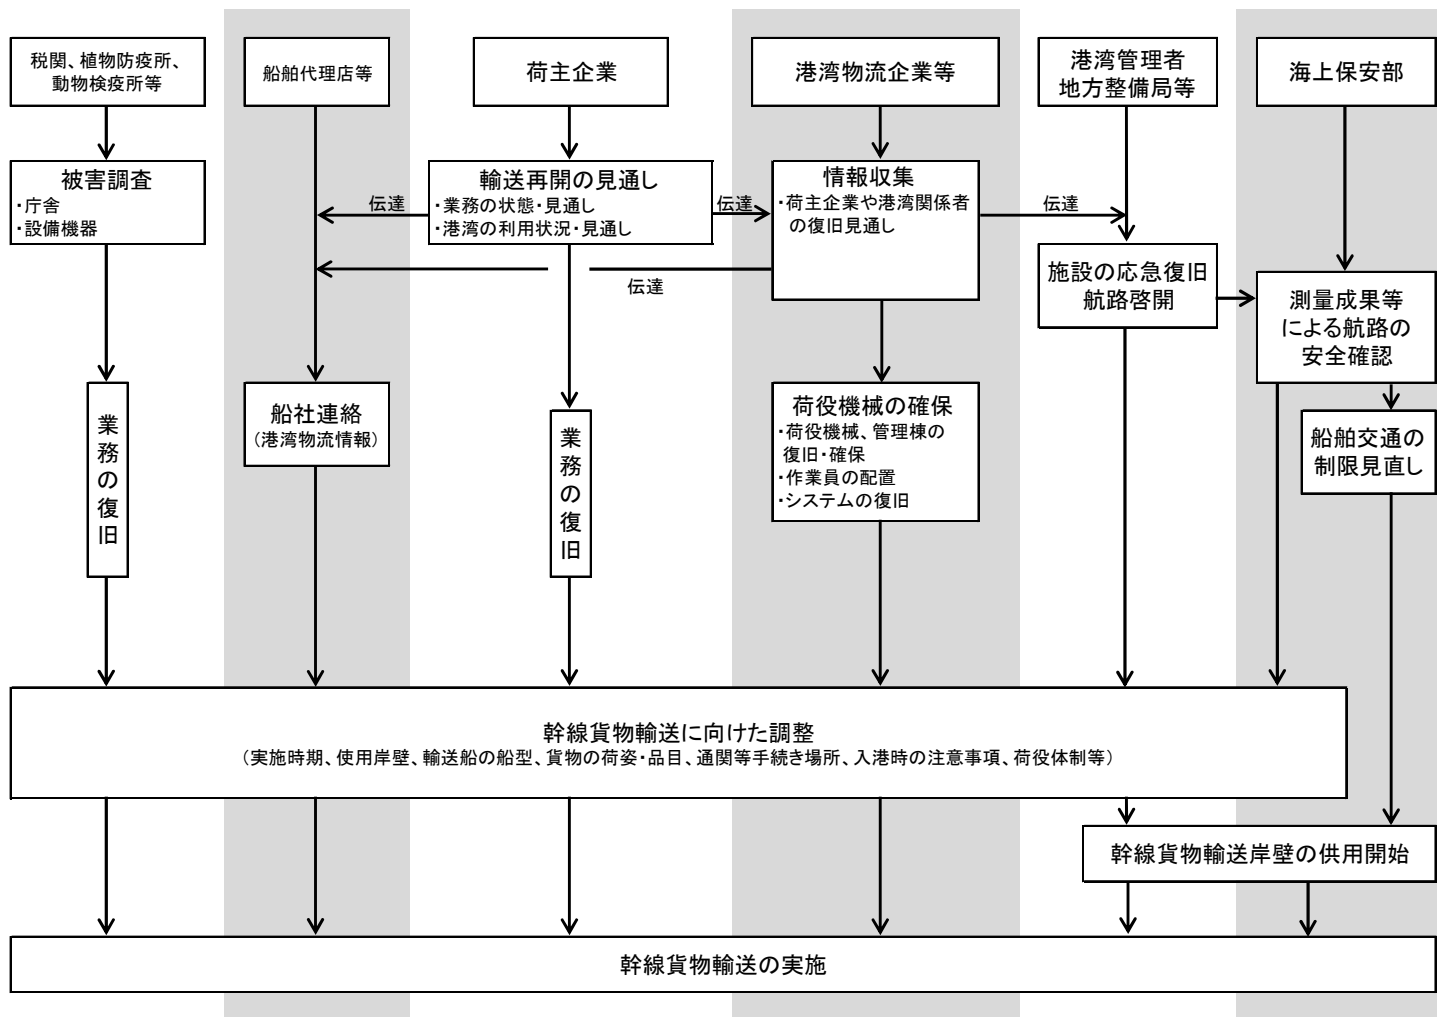 税関、植物防疫所、
動物検疫所等
船舶代理店等
荷主企業
港湾物流企業等
港湾管理者
地方整備局等
海上保安部
被害調査
・庁舎
・設備機器
伝達
輸送再開の見通し
・業務の状態・見通し
・港湾の利用状況・見通し
伝達
情報収集
・荷主企業や港湾関係者
の復旧見通し
伝達
伝達
施設の応急復旧
航路啓開
測量成果等
による航路の
安全確認
業務の復旧
船社連絡
（港湾物流情報）
業務の復旧
荷役機械の確保
・荷役機械、管理棟の
復旧・確保
・作業員の配置
・システムの復旧
船舶交通の
制限見直し
幹線貨物輸送に向けた調整
（実施時期、使用岸壁、輸送船の船型、貨物の荷姿・品目、通関等手続き場所、入港時の注意事項、荷役体制等）
幹線貨物輸送岸壁の供用開始
幹線貨物輸送の実施